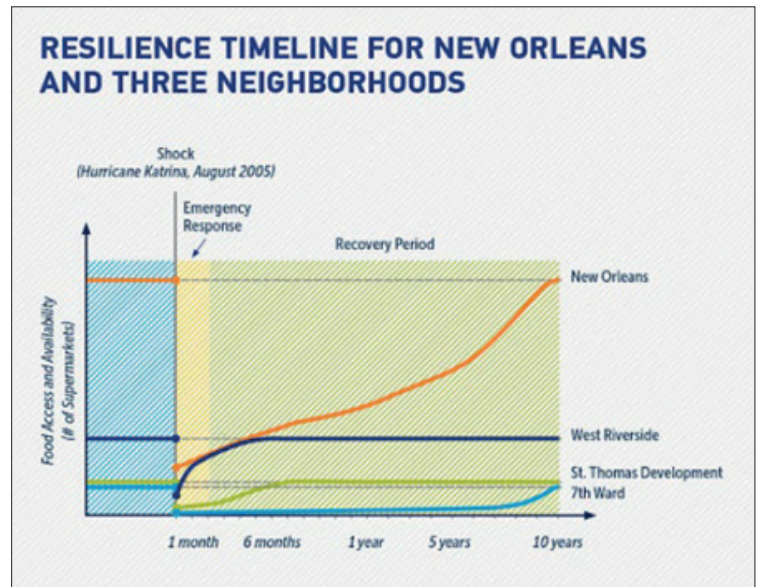 RESILIENCE TIMELINE FOR NEW ORLEANS
AND THREE NEIGHBORHOODS
Shock
(Hurricane Katrina, August 2005)
Emergency
Response
Recovery Period
New Orleans
Food Access and Availability
(# of Supermarkets)
West Riverside
St. Thomas Development
7th Ward
1 month 6 months 1 year 5 years 10 years